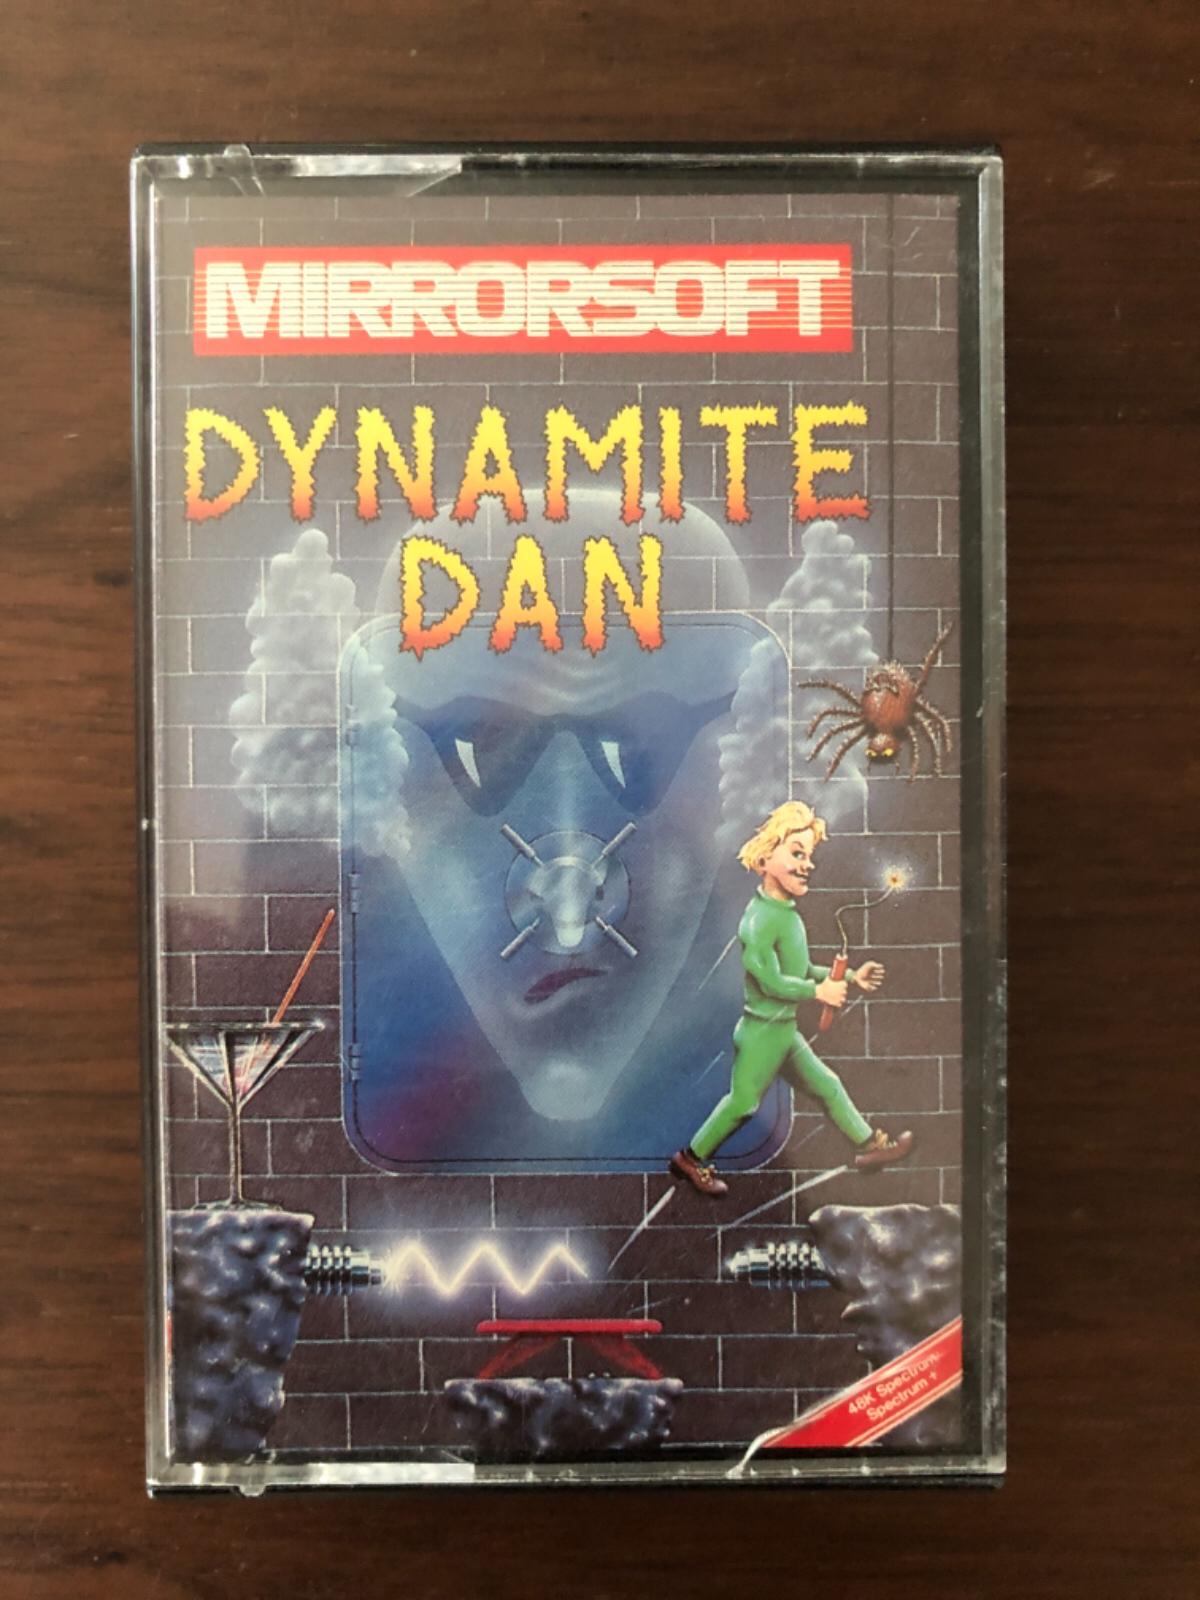 MIRRORSOFT
DYNAMITE
DAN
48K Spectrum
Spectrum +